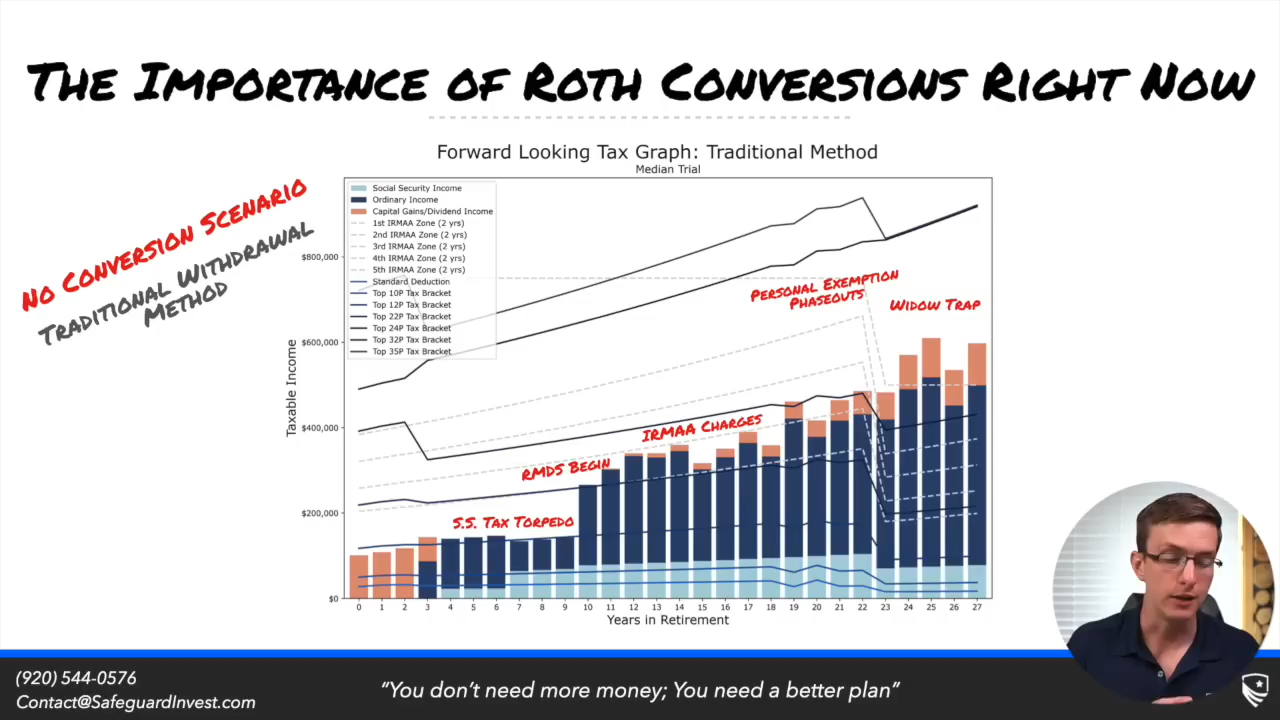 The Importance of Roth Conversions Right Now
No Conversion Scenario
Traditional Withdrawal
Method
Forward Looking Tax Graph: Traditional Method
Median Trial
Social Security Income
Ordinary Income
Capital Gains/Dividend Income
1st IRMAA Zone (2 yrs)
2nd IRMAA Zone (2 yrs)
3rd IRMAA Zone (2 yrs)
4th IRMAA Zone (2 yrs)
5th IRMAA Zone (2 yrs)
Standard Deduction
Top 10P Tax Bracket
Top 12P Tax Bracket
Top 22P Tax Bracket
Top 24P Tax Bracket
Top 32P Tax Bracket
Top 35P Tax Bracket
Taxable Income
$800,000
$600,000
$400,000
$200,000
$0
S.S. Tax Torpedo
RMDs Begin
IRMAA Charges
Personal Exemption
Phaseouts
Widow Trap
0 1 2 3 4 5 6 7 8 9 10 11 12 13 14 15 16 17 18 19 20 21 22 23 24 25 26 27
Years in Retirement
(920) 544-0576
Contact@SafeguardInvest.com
“You don’t need more money; You need a better plan”